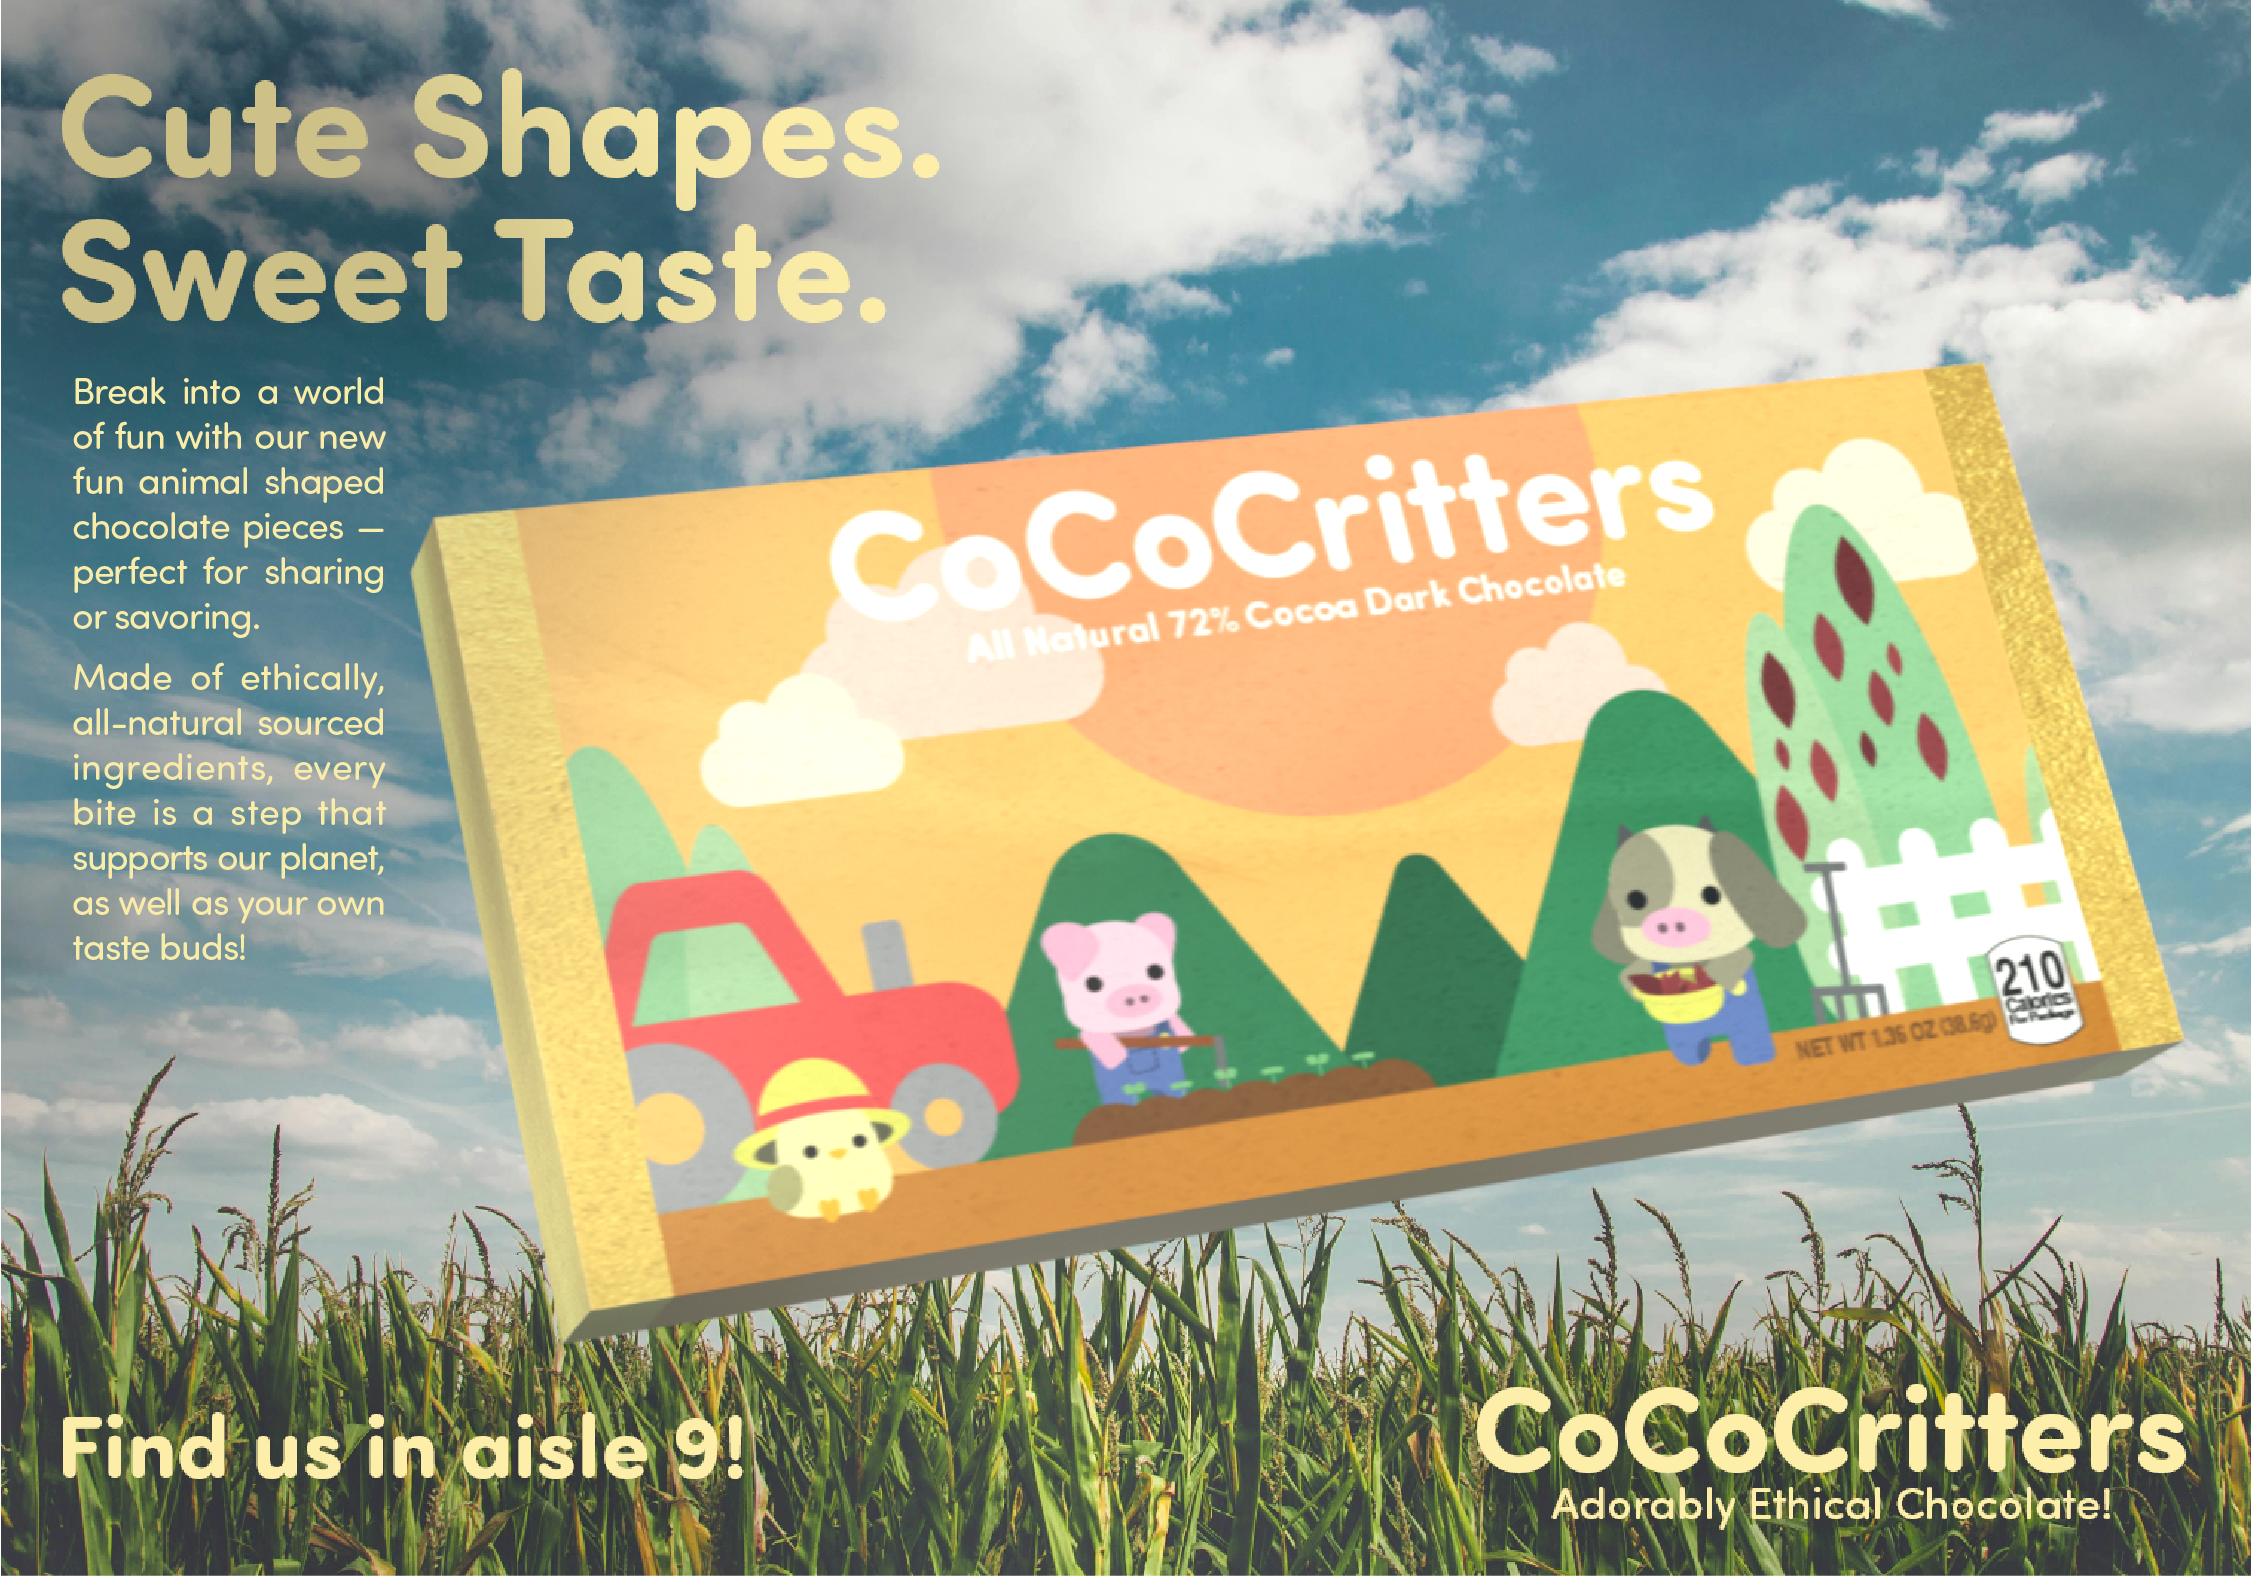 Cute Shapes.
Sweet Taste.
Break into a world
of fun with our new
fun animal shaped
chocolate pieces —
perfect for sharing
or savoring.
Made of ethically,
all-natural sourced
ingredients, every
bite is a step that
supports our planet,
as well as your own
taste buds!
CoCoCritters
All Natural 72% Cocoa Dark Chocolate
210
Calories
Per Package
NET WT 1.36 OZ (38.6g)
Find us in aisle 9!
CoCoCritters
Adorably Ethical Chocolate!